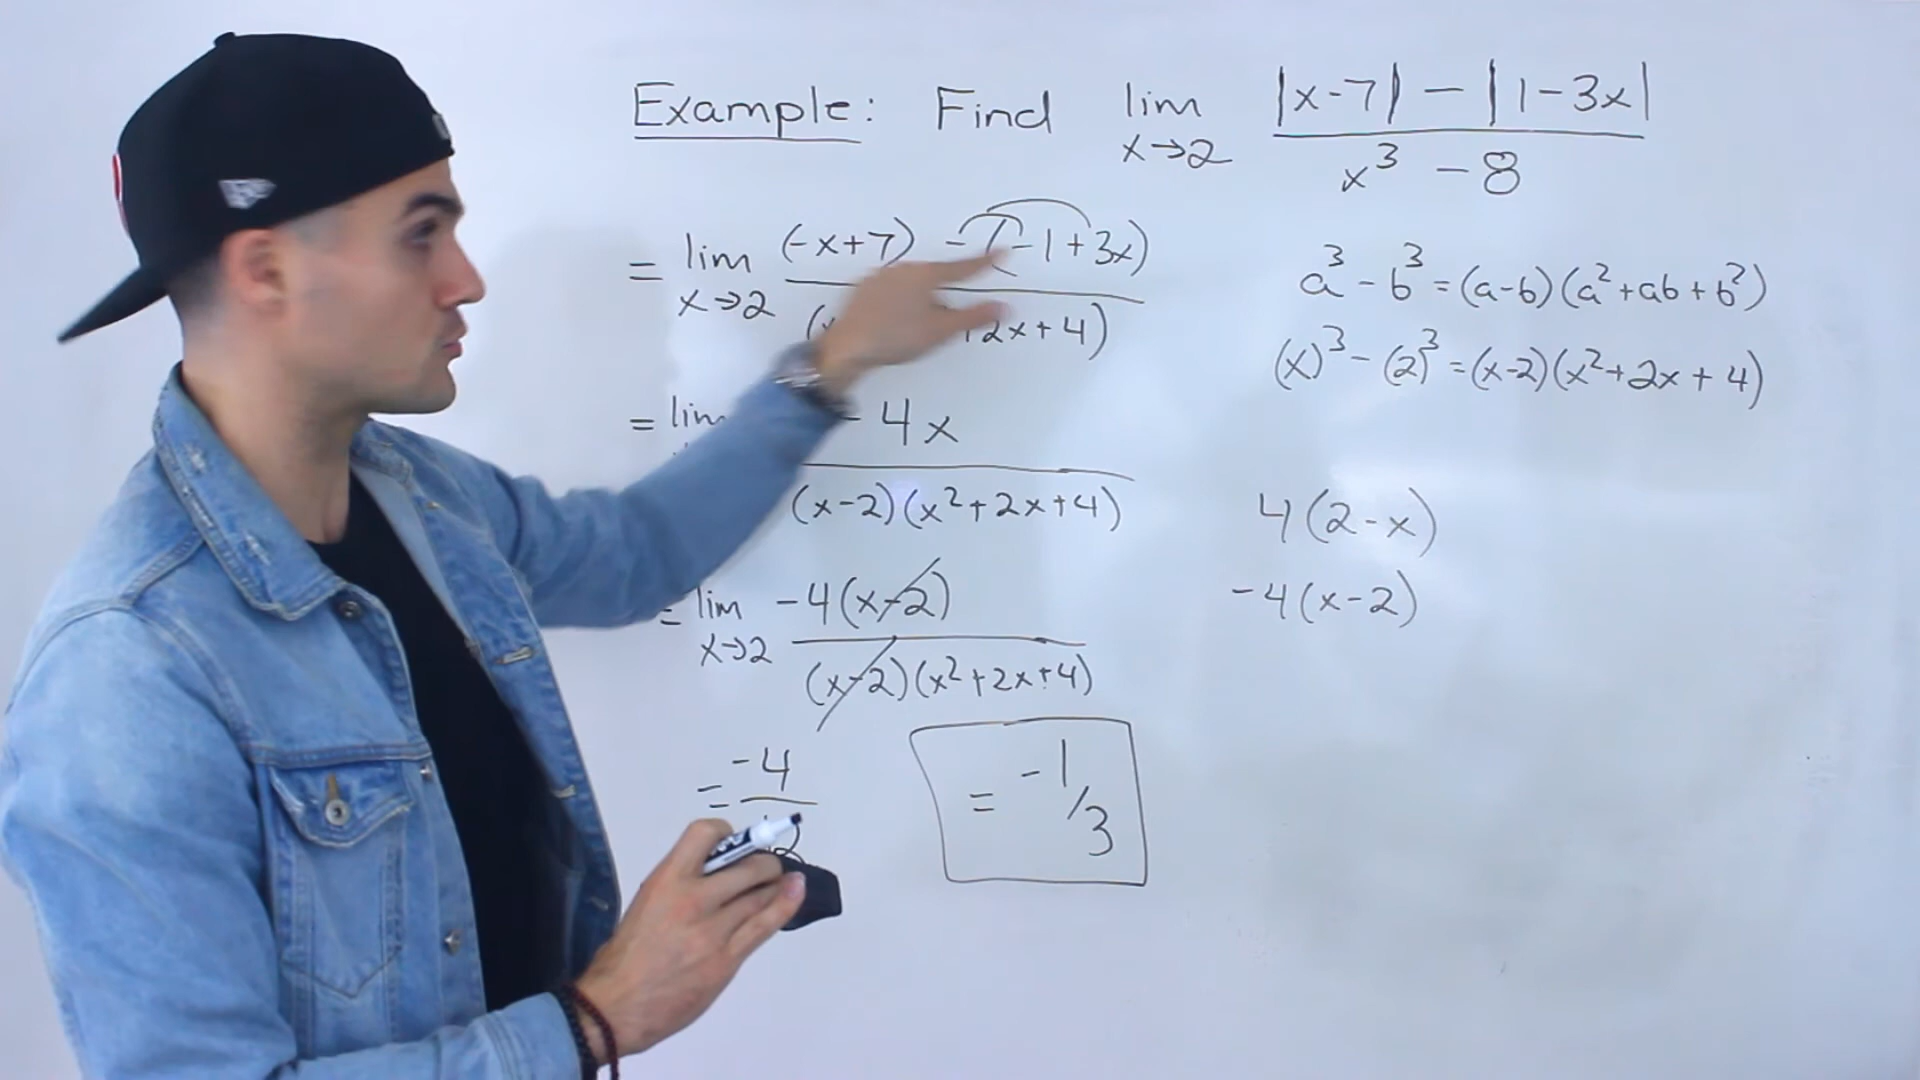 Example: Find lim x→2 |x-7| - |1-3x| / x³ - 8
= lim x→2 (-x+7) - (-1+3x) / 2x+4)
a³ - b³ = (a-b)(a²+ab+b²)
(x)³ - (2)³ = (x-2)(x²+2x+4)
= lim - 4x / (x-2)(x²+2x+4)
4(2-x)
= lim x→2 -4(x-2) / (x-2)(x²+2x+4)
-4(x-2)
= -4 / 2
= -1/3